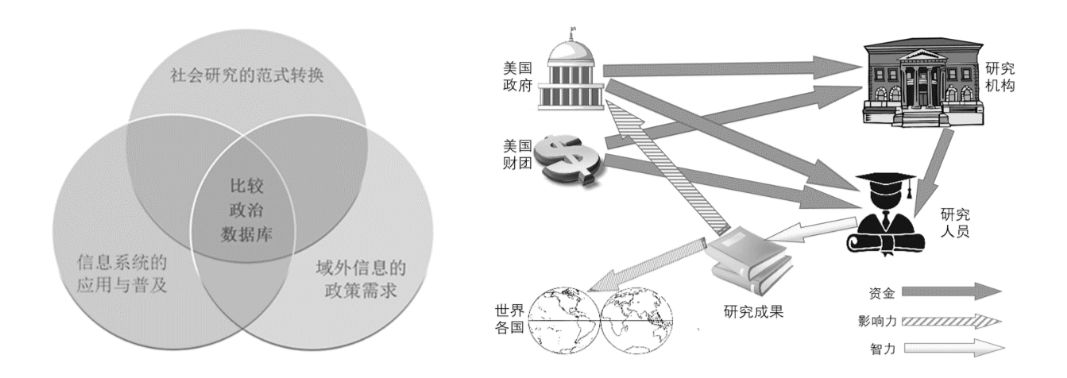 社会研究的范式转换
比较
政治
数据库
信息系统的
应用与普及
域外信息的
政策需求
美国
政府
研究
机构
美国
财团
研究
人员
研究成果
世界
各国
资金
影响力
智力